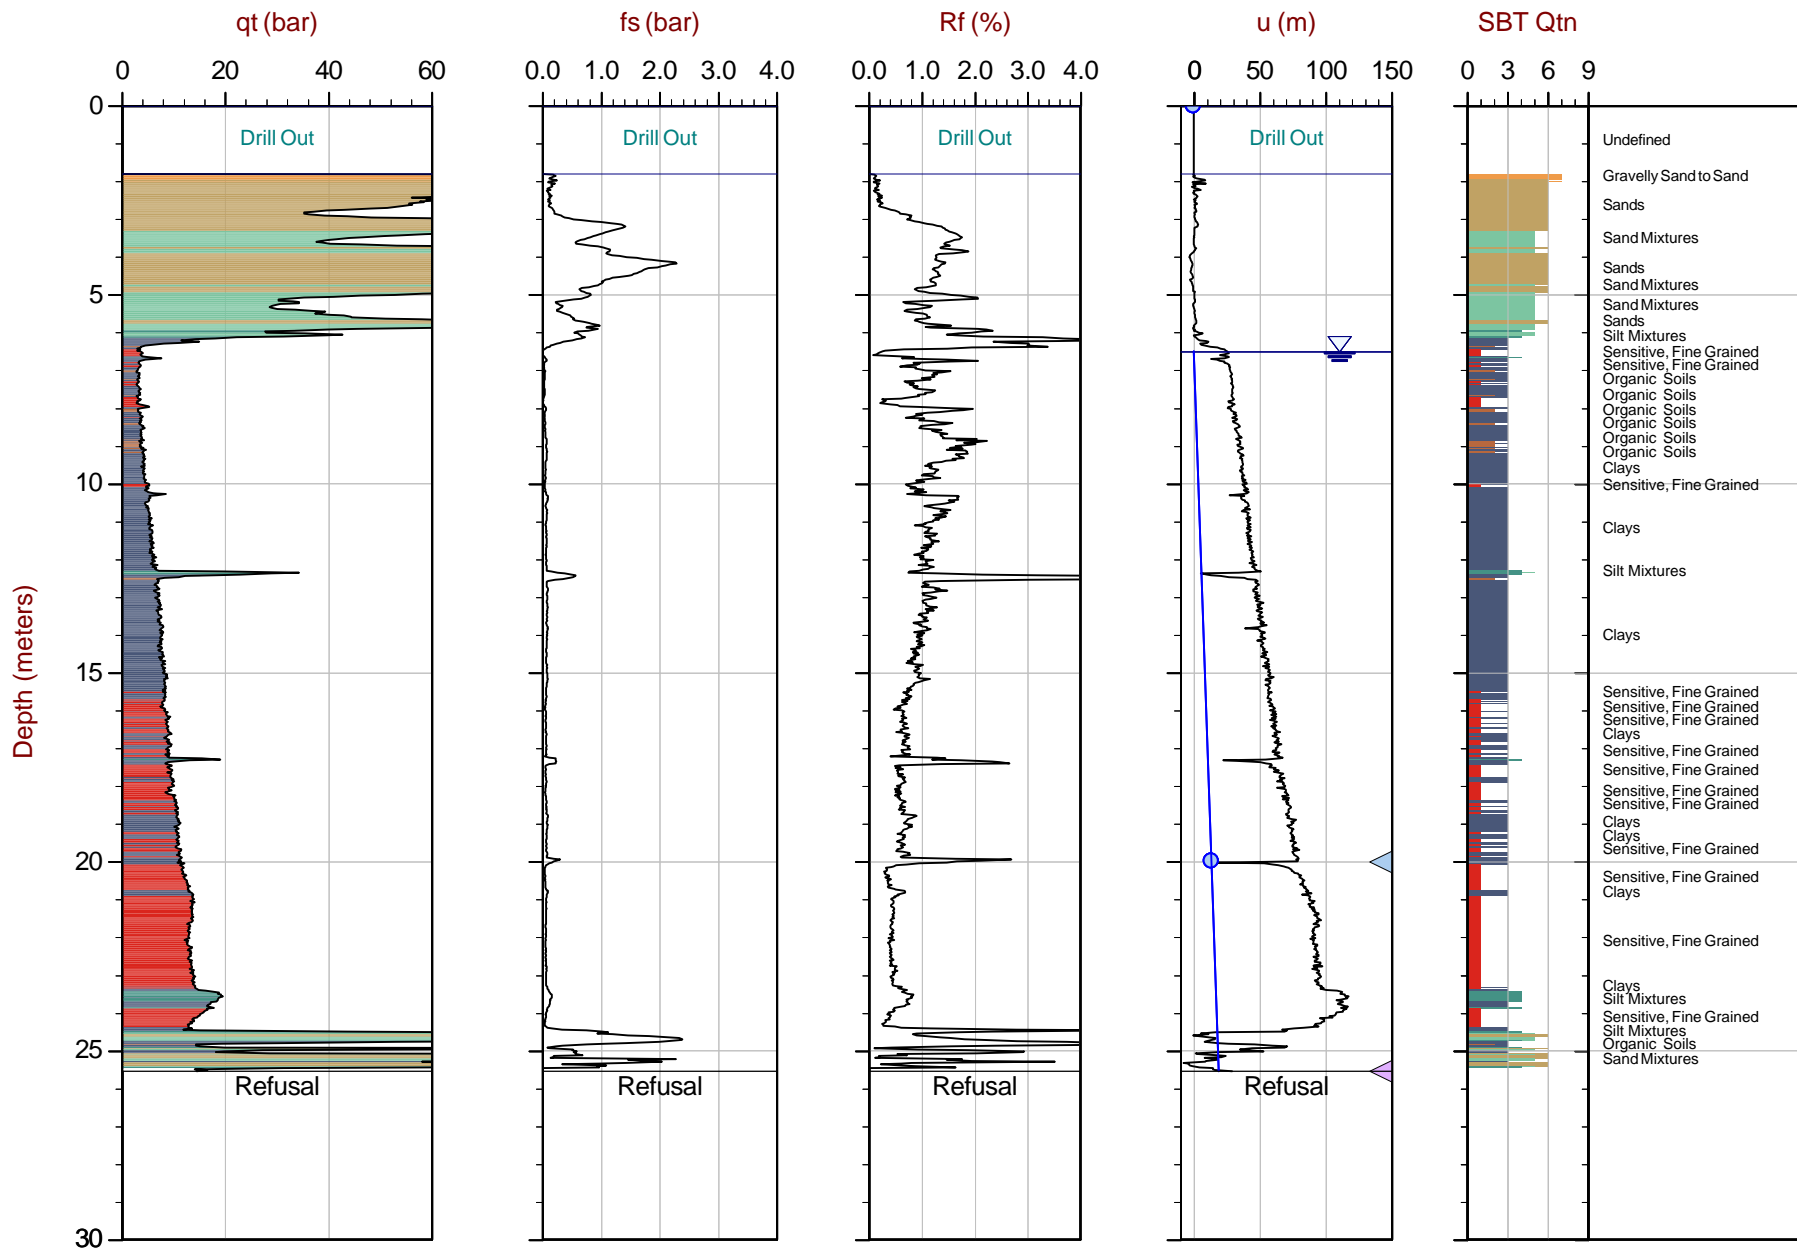 qt (bar) fs (bar) Rf (%) u (m) SBT Qtn
0 20 40 60 0.0 1.0 2.0 3.0 4.0 0.0 1.0 2.0 3.0 4.0 0 50 100 150 0 3 6 9
0
Drill Out Drill Out Drill Out Drill Out
Undefined
Gravelly Sand to Sand
Sands
Sand Mixtures
Sands
Sand Mixtures
5
Sand Mixtures
Sands
Silt Mixtures
Sensitive, Fine Grained
Sensitive, Fine Grained
Organic Soils
Organic Soils
Organic Soils
Organic Soils
Organic Soils
Organic Soils
Clays
10
Sensitive, Fine Grained
Clays
Silt Mixtures
Clays
15
Depth (meters)
Sensitive, Fine Grained
Sensitive, Fine Grained
Sensitive, Fine Grained
Clays
Sensitive, Fine Grained
Sensitive, Fine Grained
Sensitive, Fine Grained
Sensitive, Fine Grained
Clays
Clays
Sensitive, Fine Grained
20
Sensitive, Fine Grained
Clays
Sensitive, Fine Grained
Clays
Silt Mixtures
Sensitive, Fine Grained
Silt Mixtures
Organic Soils
25
Sand Mixtures
Refusal Refusal Refusal Refusal
30